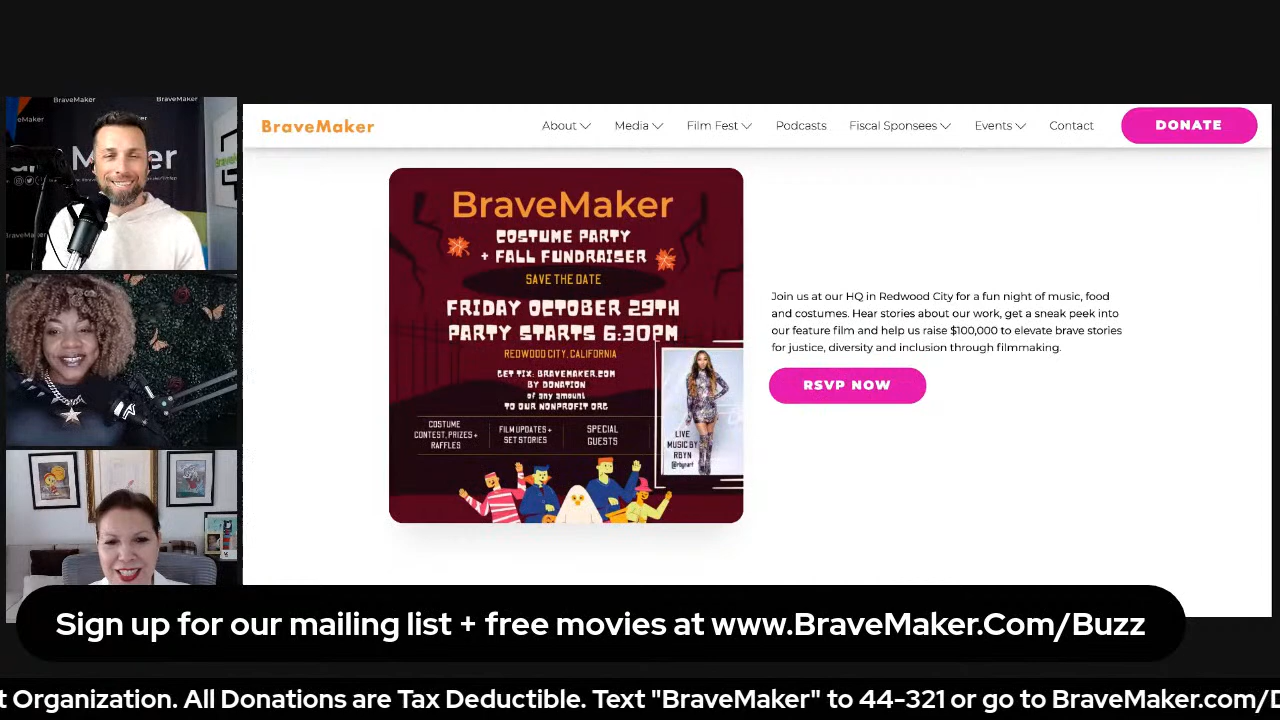 BraveMaker
BraveMaker
BraveMaker
About
Media
Film Fest
Podcasts
Fiscal Sponsees
Events
Contact
DONATE
BraveMaker
COSTUME PARTY
+ FALL FUNDRAISER
SAVE THE DATE
FRIDAY OCTOBER 29TH
PARTY STARTS 6:30PM
REDWOOD CITY, CALIFORNIA
GET TIX: BRAVEMAKER.COM
BY DONATION
of any amount
TO OUR NONPROFIT ORG
COSTUME
CONTEST, PRIZES +
RAFFLES
FILM UPDATES +
SET STORIES
SPECIAL
GUESTS
LIVE
MUSIC BY
RBYN
@rbynart
Join us at our HQ in Redwood City for a fun night of music, food
and costumes. Hear stories about our work, get a sneak peek into
our feature film and help us raise $100,000 to elevate brave stories
for justice, diversity and inclusion through filmmaking.
RSVP NOW
Sign up for our mailing list + free movies at www.BraveMaker.Com/Buzz
t Organization. All Donations are Tax Deductible. Text "BraveMaker" to 44-321 or go to BraveMaker.com/D